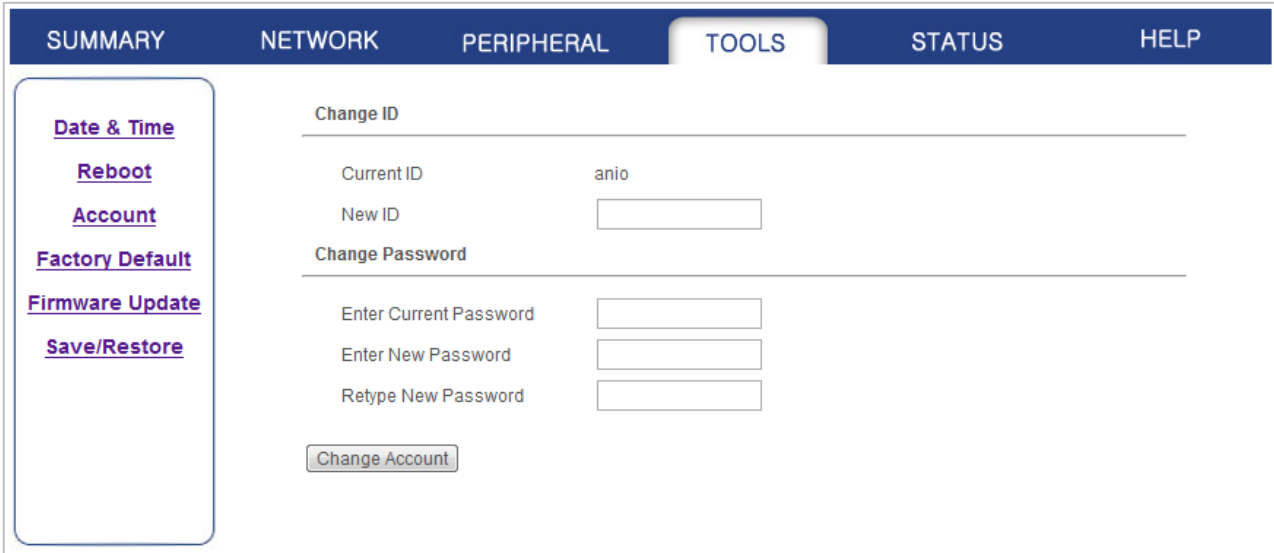 SUMMARY NETWORK PERIPHERAL TOOLS STATUS HELP
Date & Time
Reboot
Account
Factory Default
Firmware Update
Save/Restore
Change ID
Current ID anio
New ID
Change Password
Enter Current Password
Enter New Password
Retype New Password
Change Account